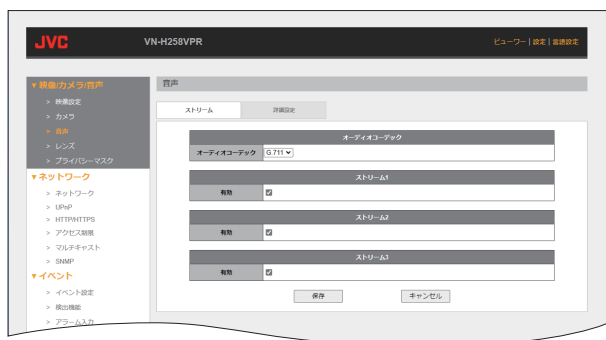 JVC
VN-H258VPR
ビューワー | 設定 | 言語設定
▼映像/カメラ/音声
> 映像設定
> カメラ
> 音声
> レンズ
> プライバシーマスク
▼ネットワーク
> ネットワーク
> UPnP
> HTTP/HTTPS
> アクセス制限
> マルチキャスト
> SNMP
▼イベント
> イベント設定
> 検出機能
> アラーム入力
音声
ストリーム
詳細設定
オーディオコーデック
オーディオコーデック G.711
ストリーム1
有効
ストリーム2
有効
ストリーム3
有効
保存
キャンセル